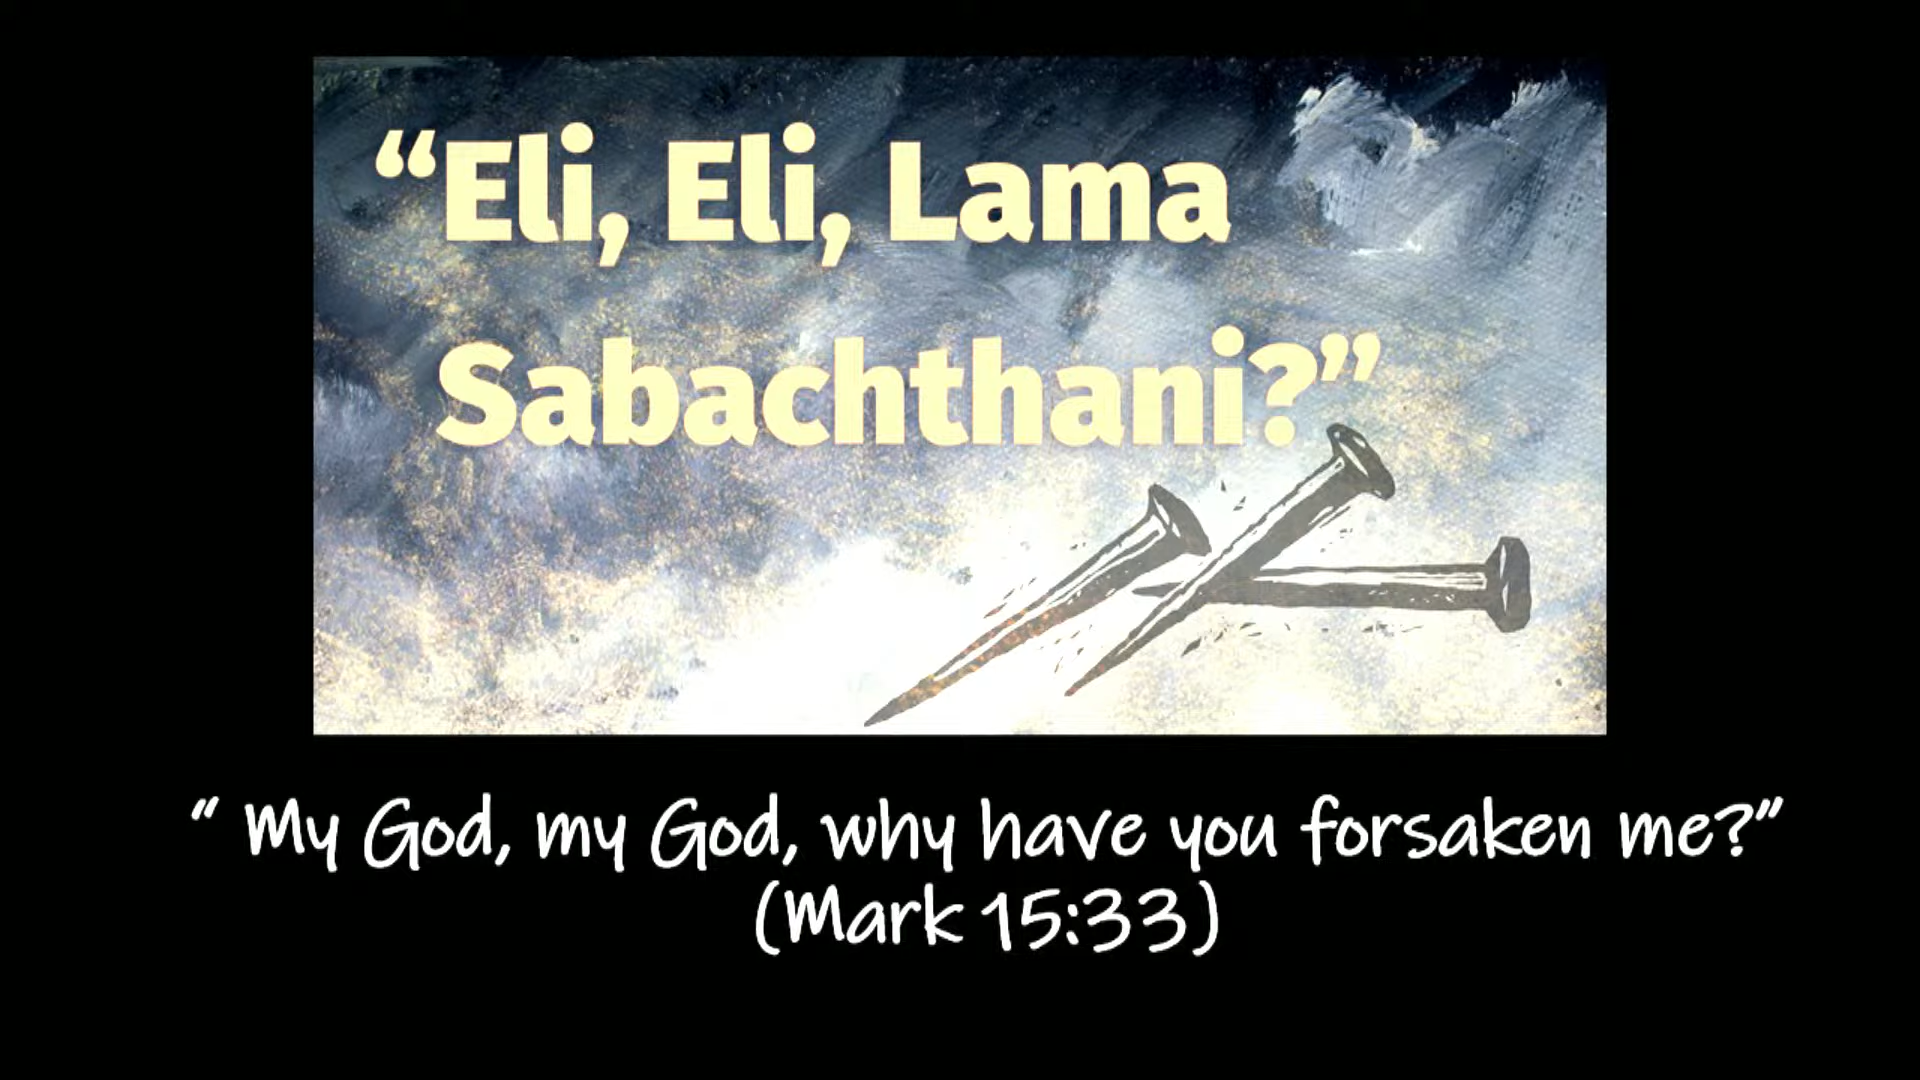 “Eli, Eli, Lama
Sabachthani?”
“ My God, my God, why have you forsaken me?”
(Mark 15:33)